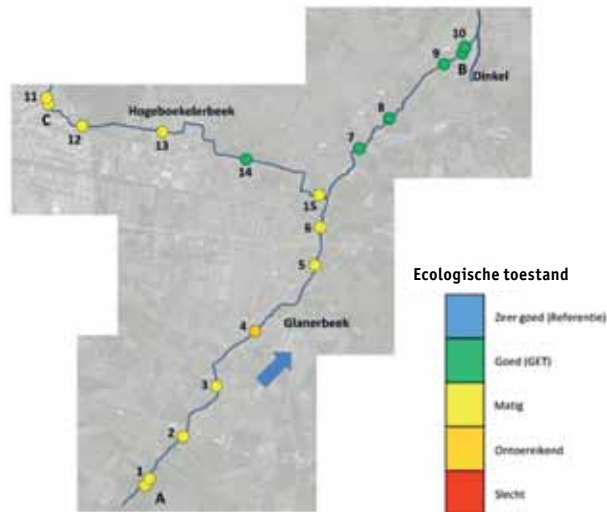 10
9
B
Dinkel
11
C
Hogeboekelerbeek
8
12
13
7
14
15
6
5
Ecologische toestand
4
Glanerbeek
Zeer goed (Referentie)
Goed (GET)
3
Matig
2
Ontoereikend
1
A
Slecht